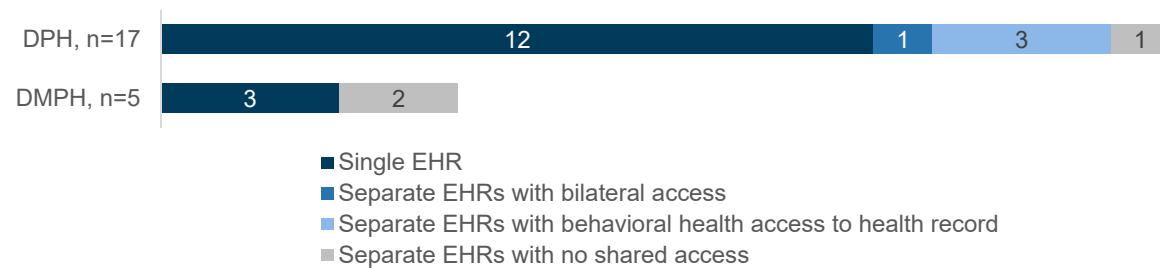 DPH, n=17 12 1 3 1
DMPH, n=5 3 2
Single EHR
Separate EHRs with bilateral access
Separate EHRs with behavioral health access to health record
Separate EHRs with no shared access